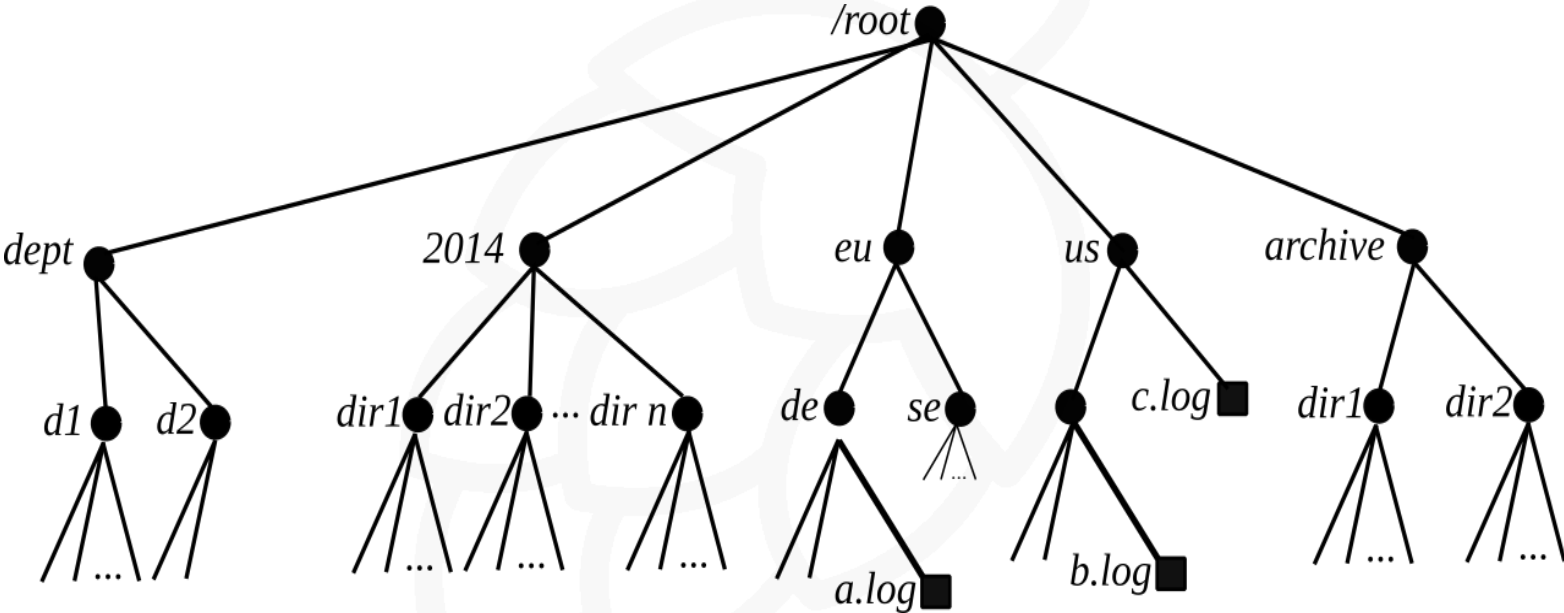 /root
dept 2014 eu us archive
d1 d2 dir1 dir2 ... dir n de se c.log dir1 dir2
... ... ... ... ... ... ...
a.log b.log